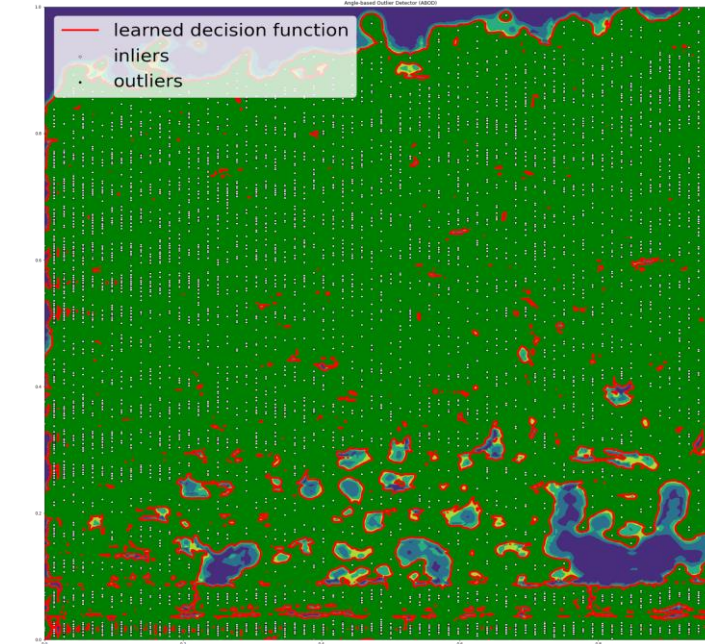 Angle-based Outlier Detector (ABOD)
learned decision function
inliers
outliers
1.0
0.8
0.6
0.4
0.2
0.0